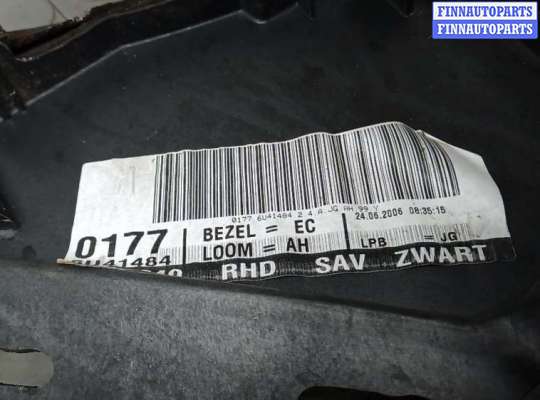 FINNAUTOPARTS
FINNAUTOPARTS
0177 6U41484 2 4 A JG AH 99 Y
0177
BEZEL = EC
24.06.2006 08:35:15
6U41484
LOOM = AH
LPB = JG
RHD SAV ZWART